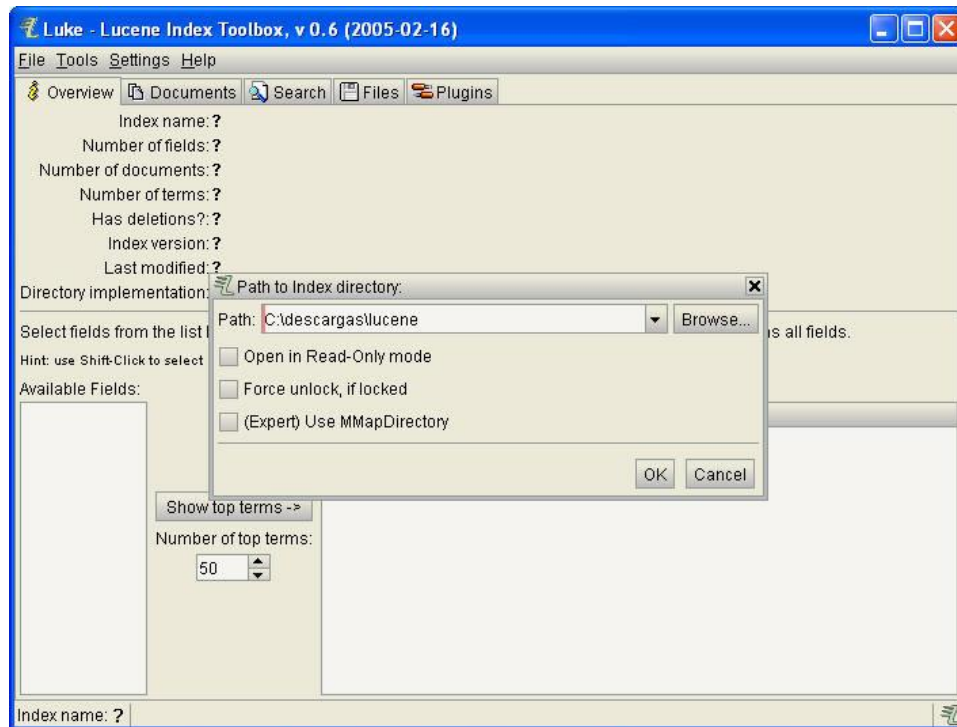 Luke - Lucene Index Toolbox, v 0.6 (2005-02-16)
File Tools Settings Help
Overview Documents Search Files Plugins
Index name: ?
Number of fields: ?
Number of documents: ?
Number of terms: ?
Has deletions?: ?
Index version: ?
Last modified: ?
Directory implementation:
Path to Index directory:
Path: C:\descargas\lucene Browse...
Open in Read-Only mode
Force unlock, if locked
(Expert) Use MMapDirectory
OK Cancel
Select fields from the list
s all fields.
Hint: use Shift-Click to select
Available Fields:
Show top terms ->
Number of top terms:
50
Index name: ?